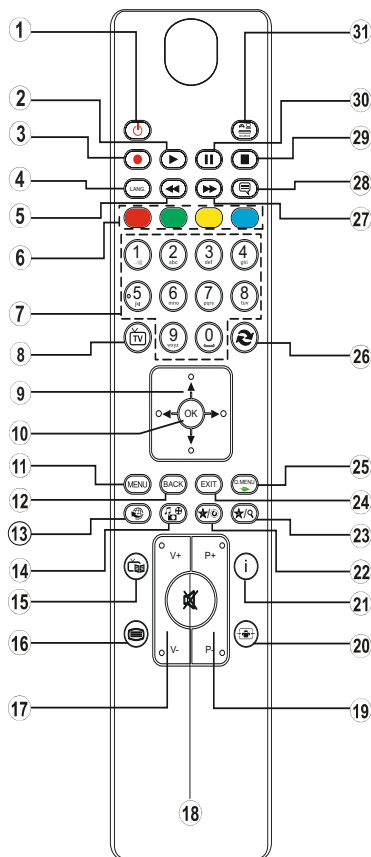 1
31
2
30
3
29
4
LANG.
28
5
27
6
1 .,@
2 abc
3 def
4 ghi
7
5 jkl
6 mno
7 pqrs
8 tuv
8
TV
9 wxyz
0
26
9
10
OK
11
MENU
BACK
EXIT
Q.MENU
25
12
24
13
23
14
22
15
V+
P+
i
21
16
V-
P-
20
17
19
18